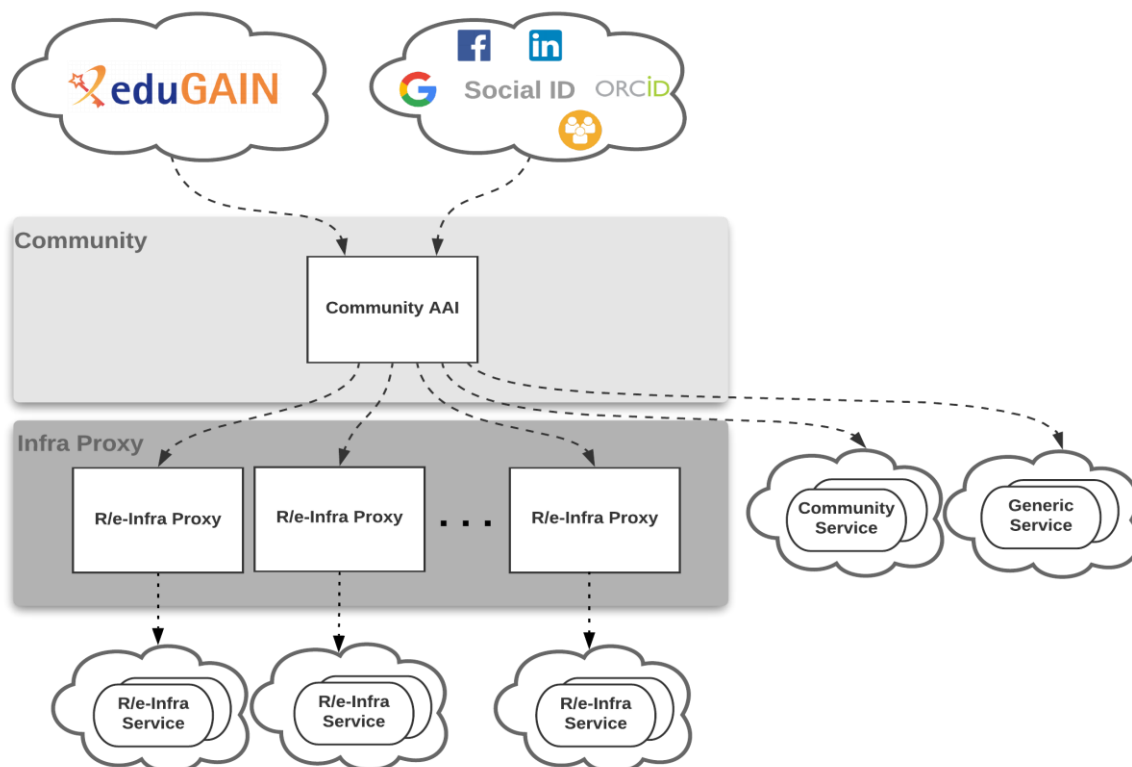 eduGAIN
f
in
G
Social ID
ORCiD
Community
Community AAI
Infra Proxy
R/e-Infra Proxy
R/e-Infra Proxy
. . .
R/e-Infra Proxy
Community
Service
Generic
Service
R/e-Infra
Service
R/e-Infra
Service
R/e-Infra
Service